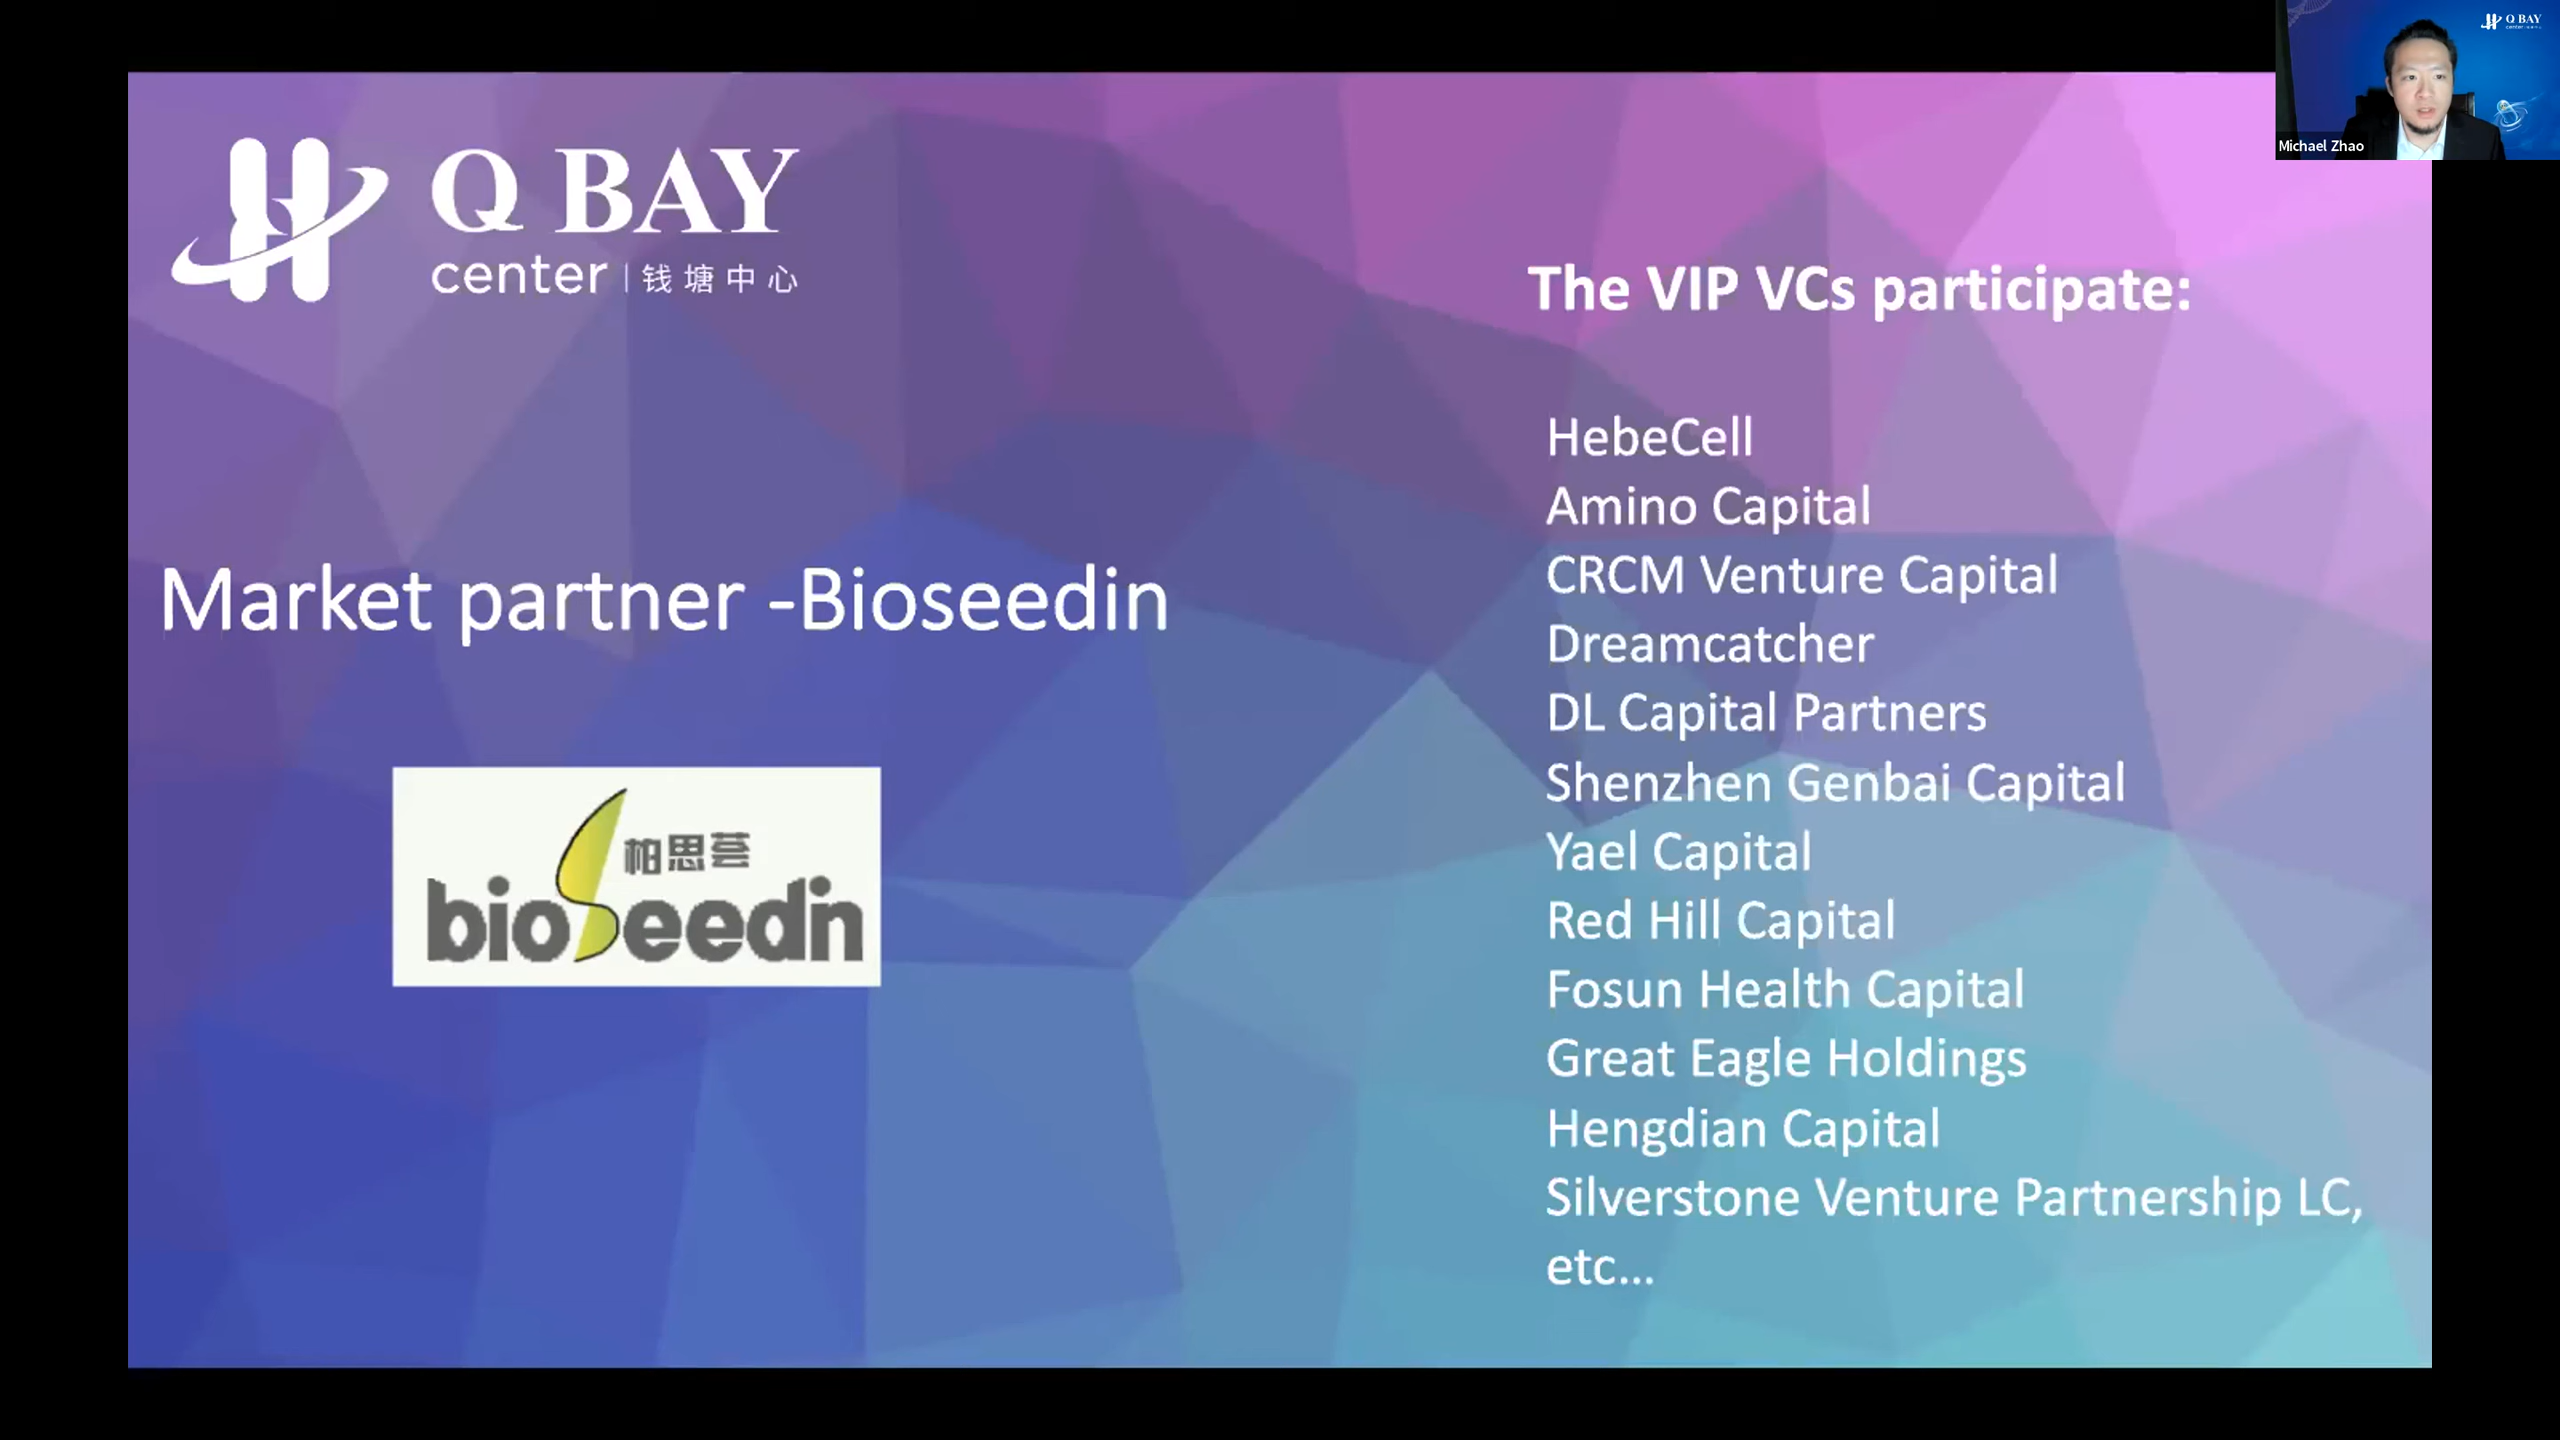 Q BAY
center | 钱塘中心
Market partner -Bioseedin
柏思荟
bioSeedin
The VIP VCs participate:
HebeCell
Amino Capital
CRCM Venture Capital
Dreamcatcher
DL Capital Partners
Shenzhen Genbai Capital
Yael Capital
Red Hill Capital
Fosun Health Capital
Great Eagle Holdings
Hengdian Capital
Silverstone Venture Partnership LC,
etc...
Q BAY
Michael Zhao